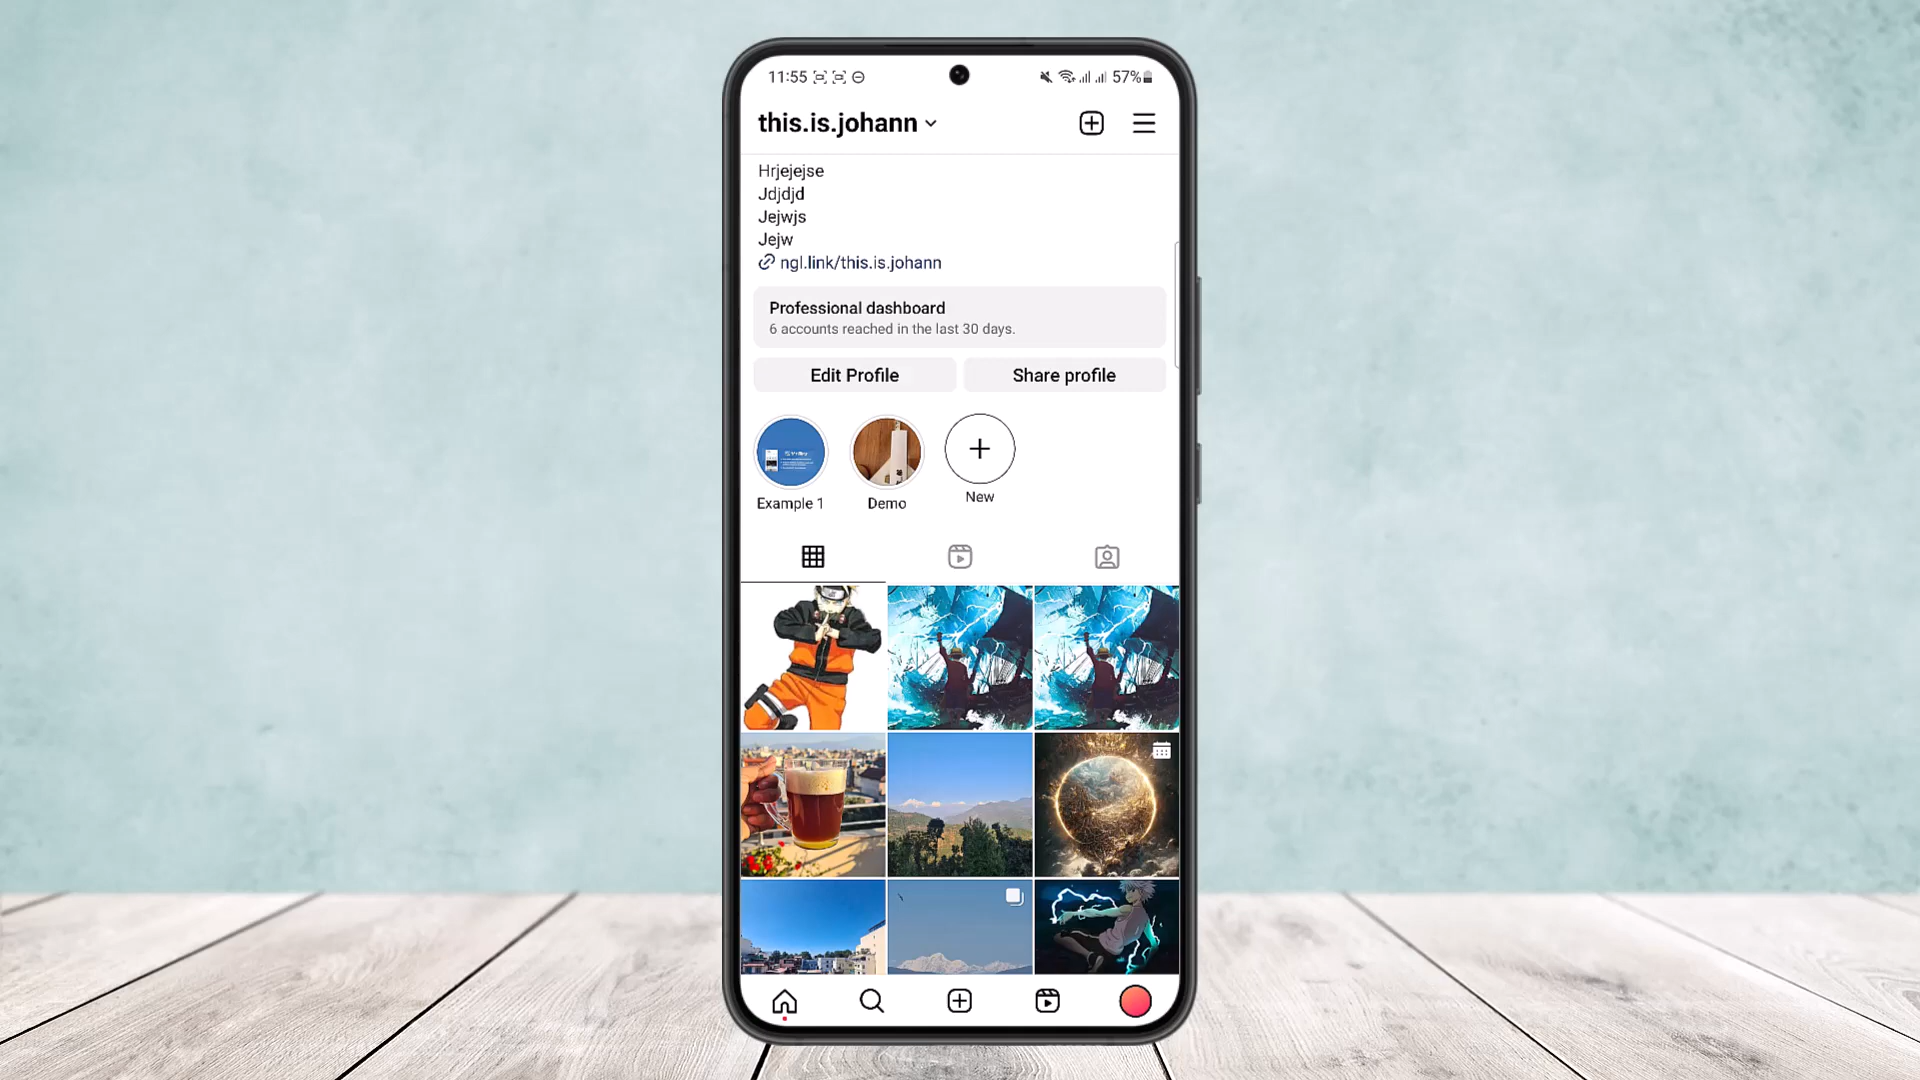 11:55
57%
this.is.johann
Hrjejejse
Jdjdjd
Jejwjs
Jejw
ngl.link/this.is.johann
Professional dashboard
6 accounts reached in the last 30 days.
Edit Profile
Share profile
Example 1
Demo
New